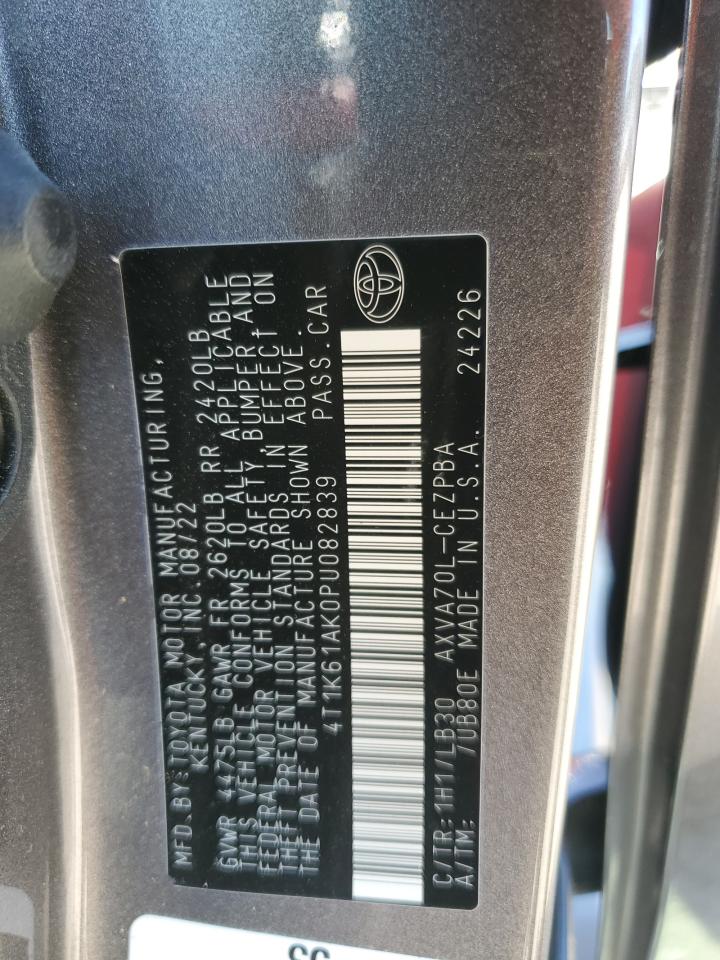 MFD.BY:TOYOTA MOTOR MANUFACTURING,
KENTUCKY, INC. 08/22
GVWR 4475LB GAWR FR 2620LB RR 2420LB
THIS VEHICLE CONFORMS TO ALL APPLICABLE
FEDERAL MOTOR VEHICLE SAFETY, BUMPER AND
THEFT PREVENTION STANDARDS IN EFFECT ON
THE DATE OF MANUFACTURE SHOWN ABOVE.
4T1K61AK0PU082839 PASS.CAR
C/TR:1H1/LB30 AXVA70L-CEZPBA
A/TM: /UB80E MADE IN U.S.A. 24226